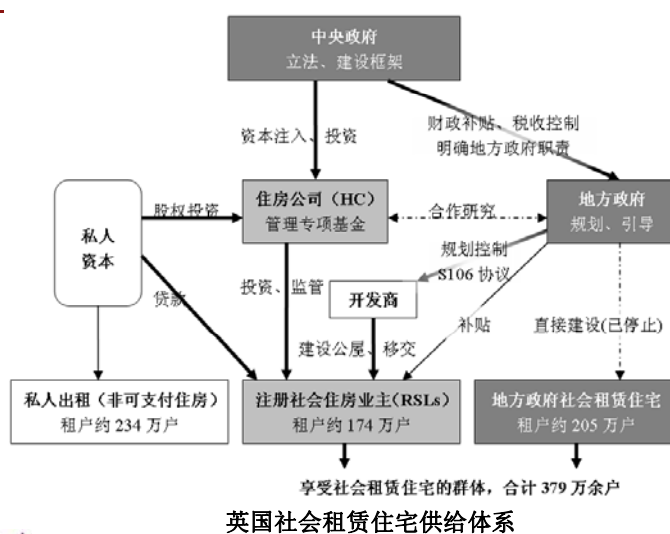 中央政府
立法、建设框架
资本注入、投资
财政补贴、税收控制
明确地方政府职责
私人
资本
股权投资
住房公司（HC）
管理专项基金
合作研究
地方政府
规划、引导
规划控制
S106 协议
贷款
投资、监管
开发商
建设公屋、移交
补贴
直接建设(已停止)
私人出租（非可支付住房）
租户约 234 万户
注册社会住房业主(RSLs)
租户约 174 万户
地方政府社会租赁住宅
租户约 205 万户
享受社会租赁住宅的群体，合计 379 万余户
英国社会租赁住宅供给体系